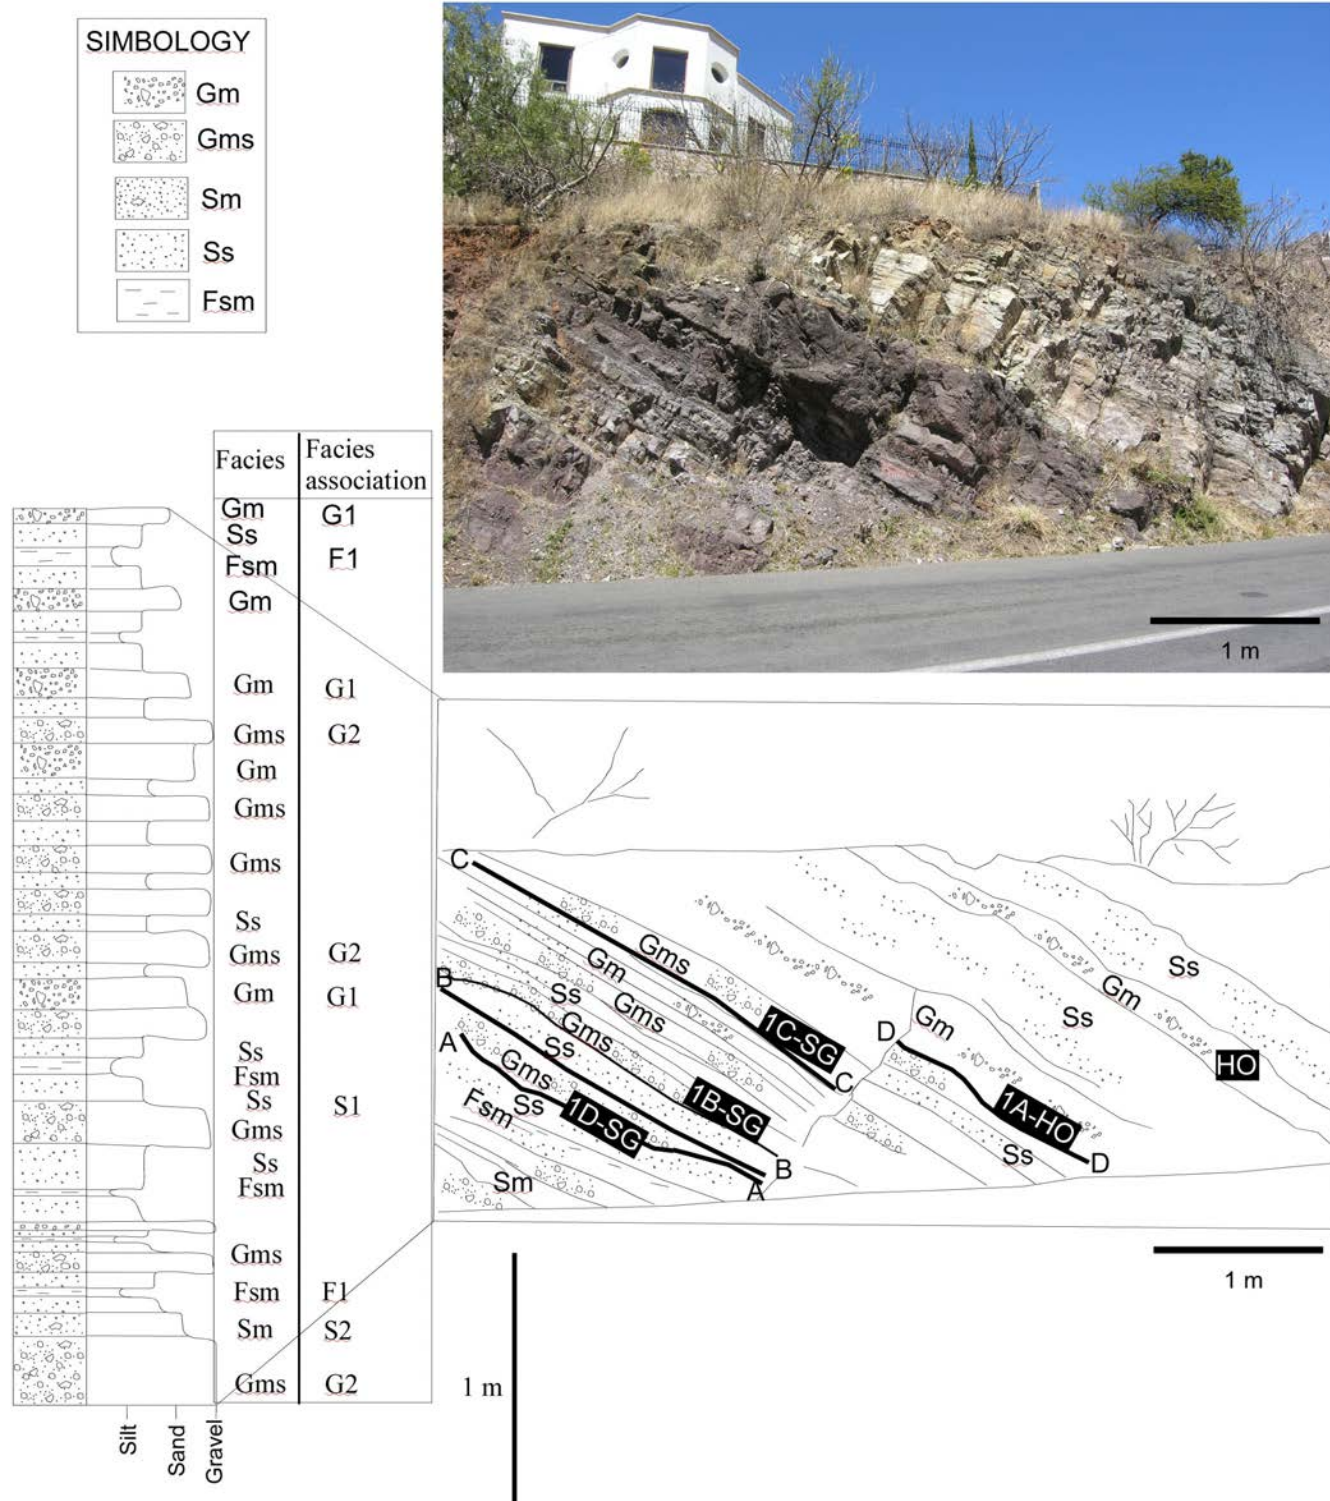 SIMBOLOGY
Gm
Gms
Sm
Ss
Fsm
1 m
Facies
Facies association
Gm G1
Ss
Fsm F1
Gm
Gm G1
Gms G2
Gm
Gms
Gms
Ss
Gms G2
Gm G1
Ss
Fsm
Ss S1
Gms
Ss
Fsm
Gms
Fsm F1
Sm S2
Gms G2
Silt
Sand
Gravel
1 m
C
Gms
Gm
Ss
Gms
Gms
Ss
Gms
Ss
Fsm
Sm
B
A
1C-SG
1B-SG
1D-SG
C
B
A
D
Gm
1A-HO
D
Ss
Ss
Gm
Ss
HO
1 m